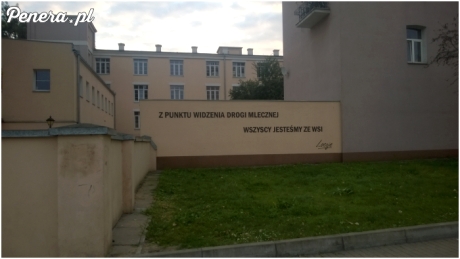 Penera.pl
Z PUNKTU WIDZENIA DROGI MLECZNEJ
WSZYSCY JESTEŚMY ZE WSI